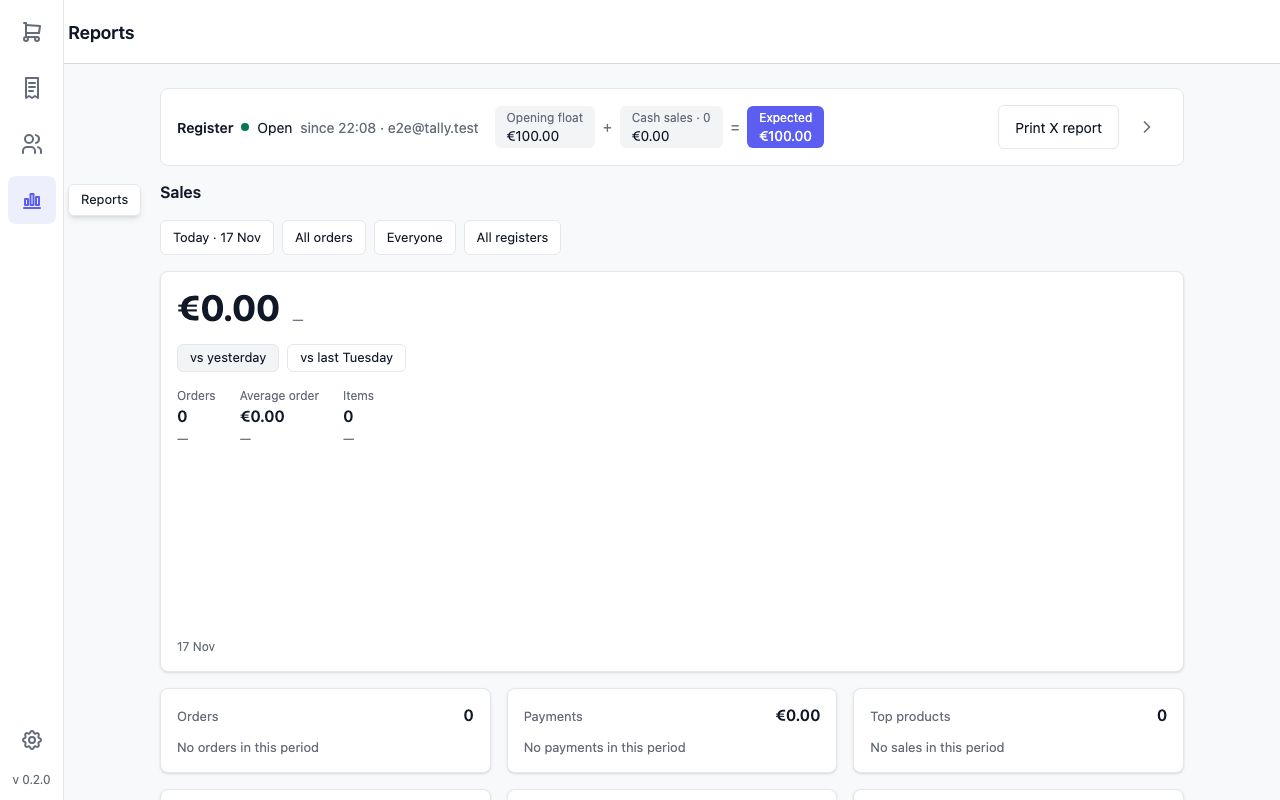 Reports
Register Open since 22:08 · e2e@tally.test
Opening float
€100.00
+
Cash sales · 0
€0.00
=
Expected
€100.00
Print X report
Reports
Sales
Today · 17 Nov
All orders
Everyone
All registers
€0.00 —
vs yesterday
vs last Tuesday
Orders
0
—
Average order
€0.00
—
Items
0
—
17 Nov
Orders 0
No orders in this period
Payments €0.00
No payments in this period
Top products 0
No sales in this period
v 0.2.0